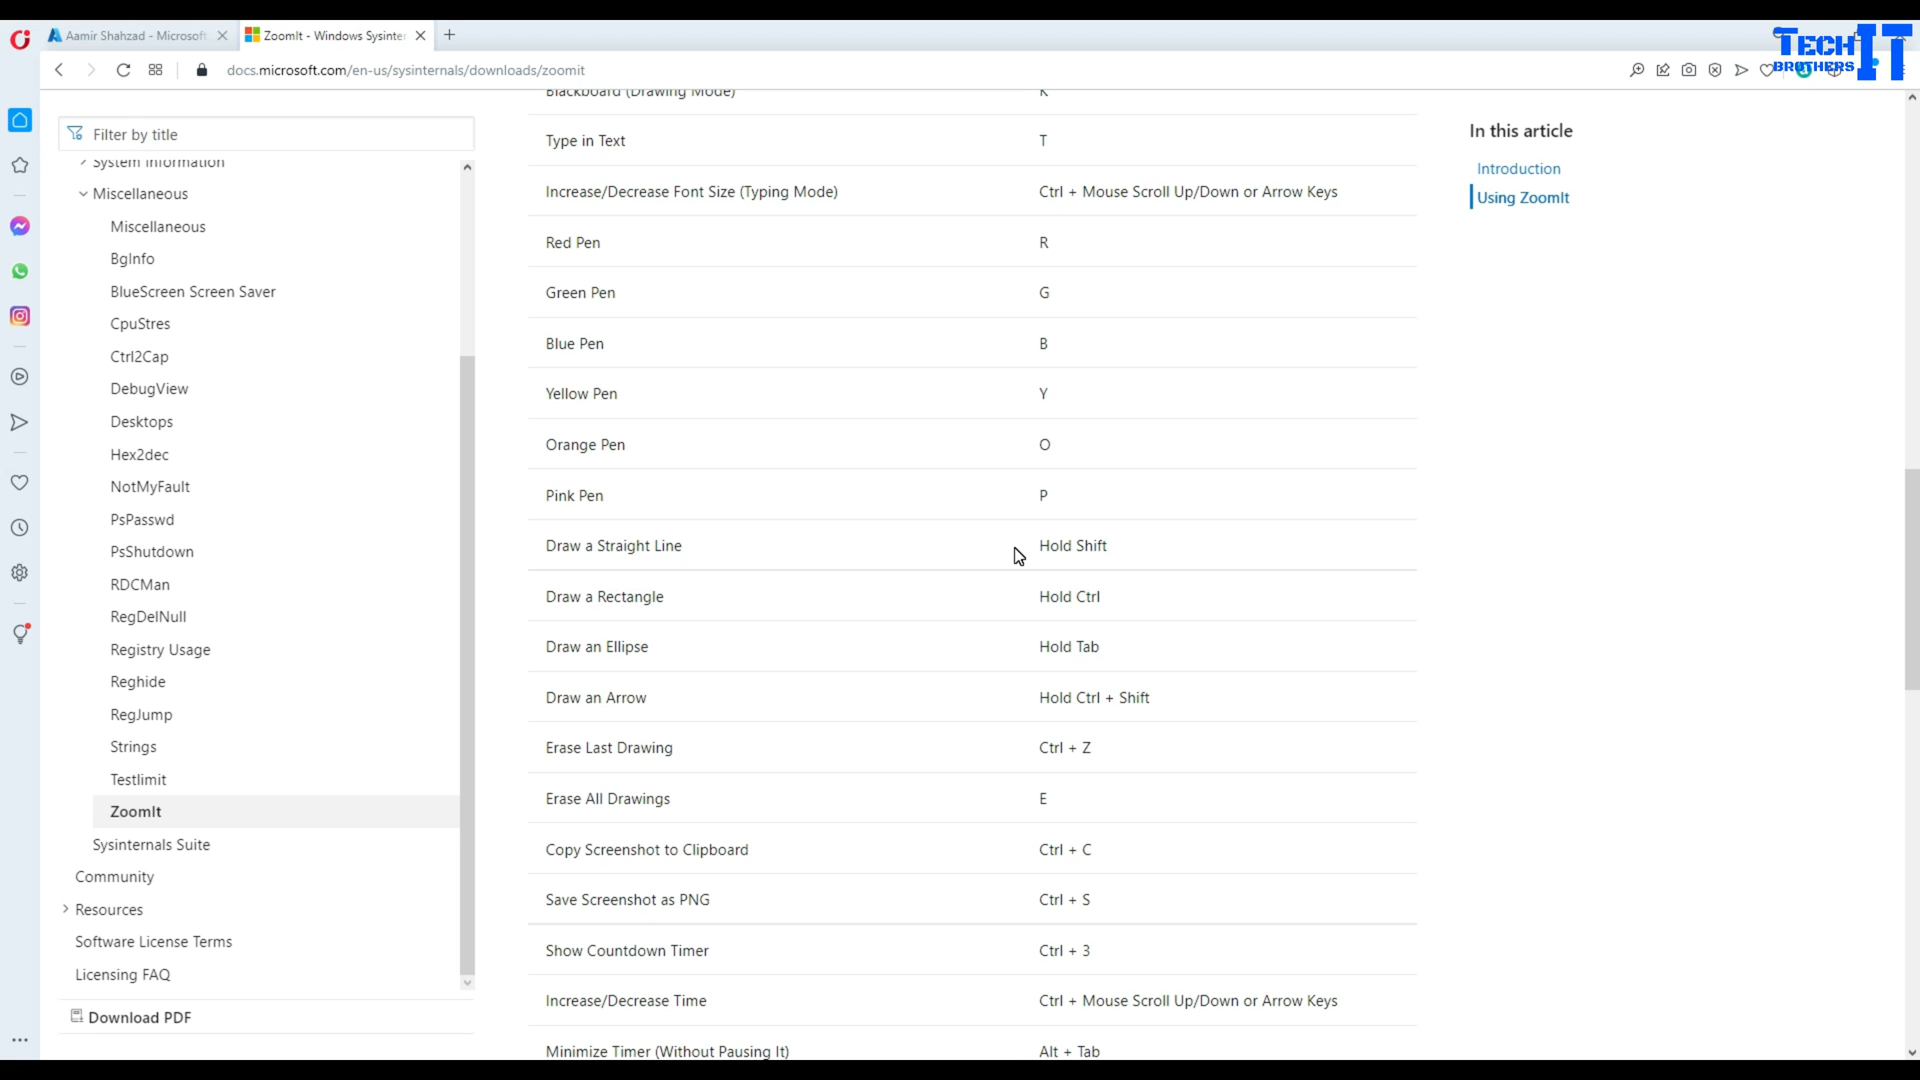 Aamir Shahzad - Microsoft
ZoomIt - Windows Sysinter
TECH IT
BROTHERS
docs.microsoft.com/en-us/sysinternals/downloads/zoomit
Filter by title
System Information
Miscellaneous
Miscellaneous
BgInfo
BlueScreen Screen Saver
CpuStres
Ctrl2Cap
DebugView
Desktops
Hex2dec
NotMyFault
PsPasswd
PsShutdown
RDCMan
RegDelNull
Registry Usage
Reghide
RegJump
Strings
Testlimit
ZoomIt
Sysinternals Suite
Community
Resources
Software License Terms
Licensing FAQ
Download PDF
Blackboard (Drawing Mode) K
Type in Text T
Increase/Decrease Font Size (Typing Mode) Ctrl + Mouse Scroll Up/Down or Arrow Keys
Red Pen R
Green Pen G
Blue Pen B
Yellow Pen Y
Orange Pen O
Pink Pen P
Draw a Straight Line Hold Shift
Draw a Rectangle Hold Ctrl
Draw an Ellipse Hold Tab
Draw an Arrow Hold Ctrl + Shift
Erase Last Drawing Ctrl + Z
Erase All Drawings E
Copy Screenshot to Clipboard Ctrl + C
Save Screenshot as PNG Ctrl + S
Show Countdown Timer Ctrl + 3
Increase/Decrease Time Ctrl + Mouse Scroll Up/Down or Arrow Keys
Minimize Timer (Without Pausing It) Alt + Tab
In this article
Introduction
Using ZoomIt